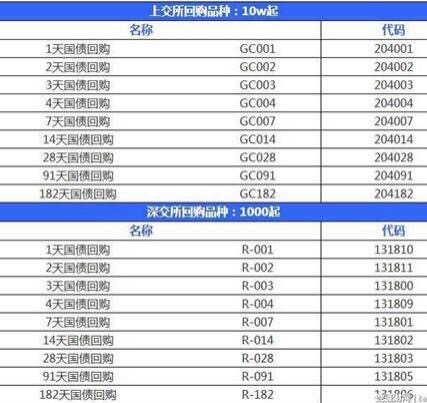 上交所回购品种：10w起
名称 代码
1天国债回购 GC001 204001
2天国债回购 GC002 204002
3天国债回购 GC003 204003
4天国债回购 GC004 204004
7天国债回购 GC007 204007
14天国债回购 GC014 204014
28天国债回购 GC028 204028
91天国债回购 GC091 204091
182天国债回购 GC182 204182
深交所回购品种：1000起
名称 代码
1天国债回购 R-001 131810
2天国债回购 R-002 131811
3天国债回购 R-003 131800
4天国债回购 R-004 131809
7天国债回购 R-007 131801
14天国债回购 R-014 131802
28天国债回购 R-028 131803
91天国债回购 R-091 131805
182天国债回购 R-182 131806